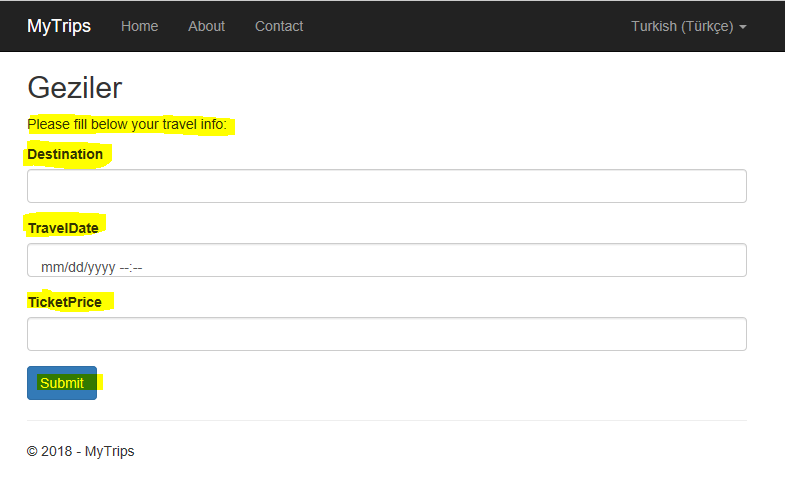 MyTrips Home About Contact Turkish (Türkçe)
Geziler
Please fill below your travel info:
Destination
TravelDate
mm/dd/yyyy --:--
TicketPrice
Submit
© 2018 - MyTrips